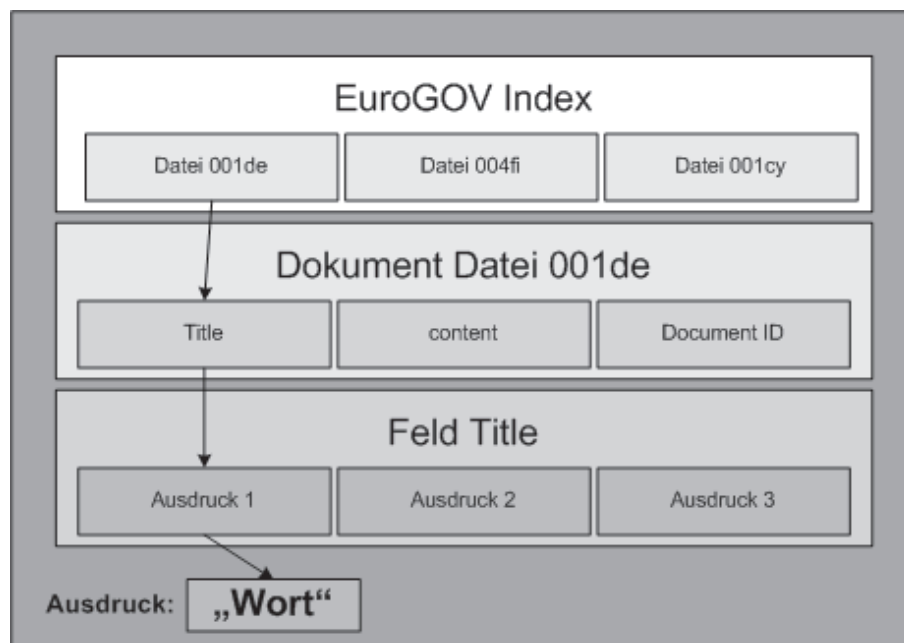 EuroGOV Index
Datei 001de Datei 004fi Datei 001cy
Dokument Datei 001de
Title content Document ID
Feld Title
Ausdruck 1 Ausdruck 2 Ausdruck 3
Ausdruck: „Wort“